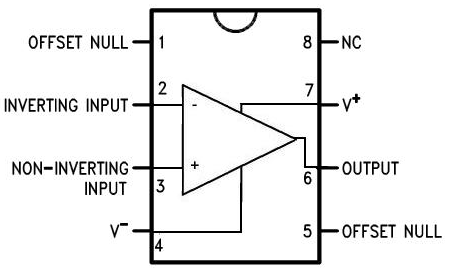 OFFSET NULL 1
8 NC
INVERTING INPUT 2
-
7 V+
NON-INVERTING
INPUT
3
+
6 OUTPUT
V-
4
5 OFFSET NULL